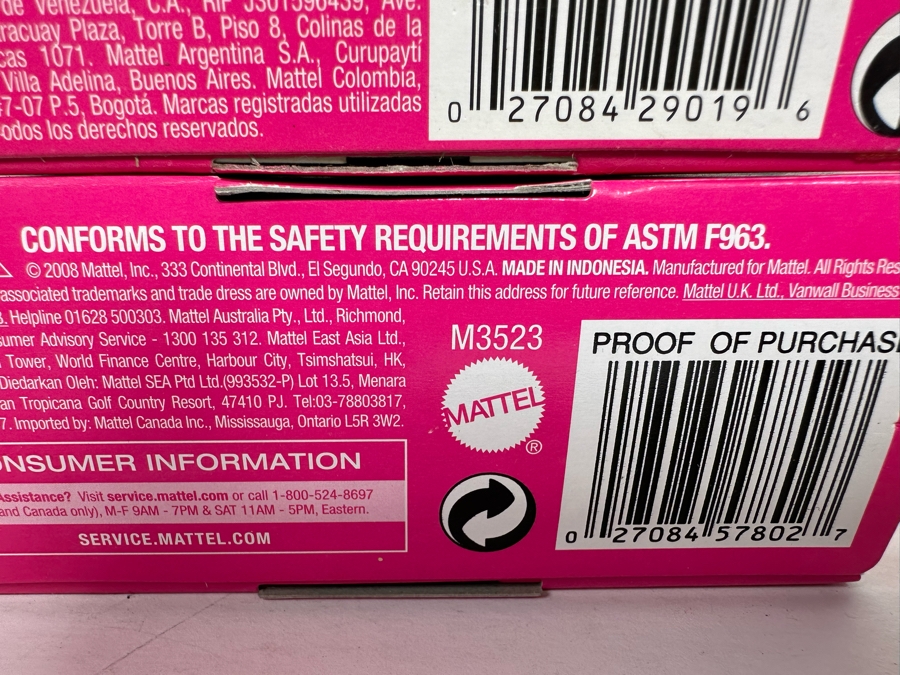 de Venezuela, C.A., RIF J301596439, Ave.
Plaza, Torre B, Piso 8, Colinas de la
cas 1071. Mattel Argentina S.A., Curupaytí
Villa Adelina, Buenos Aires. Mattel Colombia,
7-07 P.5, Bogotá. Marcas registradas utilizadas
odos los derechos reservados.
0 27084 29019 6
CONFORMS TO THE SAFETY REQUIREMENTS OF ASTM F963.
© 2008 Mattel, Inc., 333 Continental Blvd., El Segundo, CA 90245 U.S.A. MADE IN INDONESIA. Manufactured for Mattel. All Rights Res
associated trademarks and trade dress are owned by Mattel, Inc. Retain this address for future reference. Mattel U.K. Ltd., Vanwall Business
Helpline 01628 500303. Mattel Australia Pty., Ltd., Richmond,
sumer Advisory Service - 1300 135 312. Mattel East Asia Ltd.,
Tower, World Finance Centre, Harbour City, Tsimshatsui, HK,
Diedarkan Oleh: Mattel SEA Ptd Ltd.(993532-P) Lot 13.5, Menara
an Tropicana Golf Country Resort, 47410 PJ. Tel:03-78803817,
7. Imported by: Mattel Canada Inc., Mississauga, Ontario L5R 3W2.
ONSUMER INFORMATION
Assistance? Visit service.mattel.com or call 1-800-524-8697
and Canada only), M-F 9AM - 7PM & SAT 11AM - 5PM, Eastern.
SERVICE.MATTEL.COM
M3523
MATTEL
®
PROOF OF PURCHAS
0 27084 57802 7